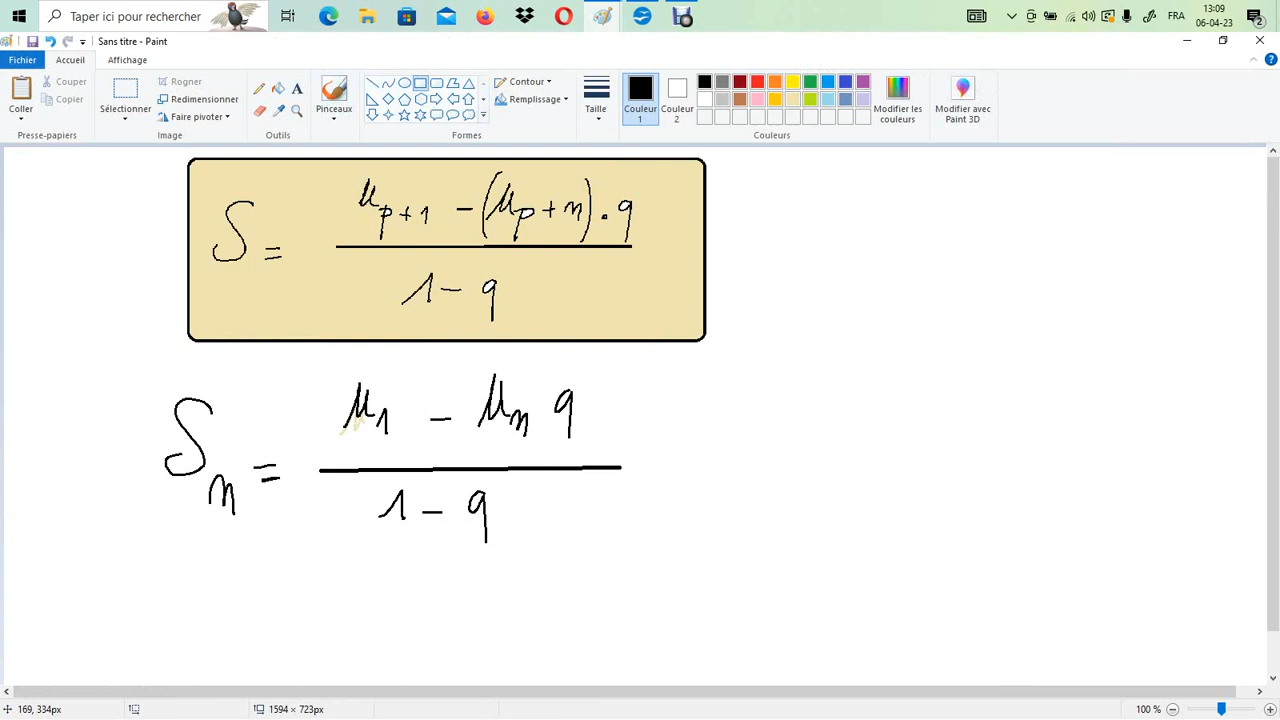 Taper ici pour rechercher
FRA
13:09
06-04-23
2
Sans titre - Paint
Fichier Accueil Affichage
Coller
Couper
Copier
Presse-papiers
Sélectionner
Rogner
Redimensionner
Faire pivoter
Image
A
Outils
Pinceaux
Contour
Remplissage
Formes
Taille
Couleur 1
Couleur 2
Modifier les couleurs
Couleurs
Modifier avec Paint 3D
S = (u_{p+1} - (u_p+n) . q) / (1 - q)
S_n = (u_1 - u_n q) / (1 - q)
169, 334px
1594 × 723px
100 %